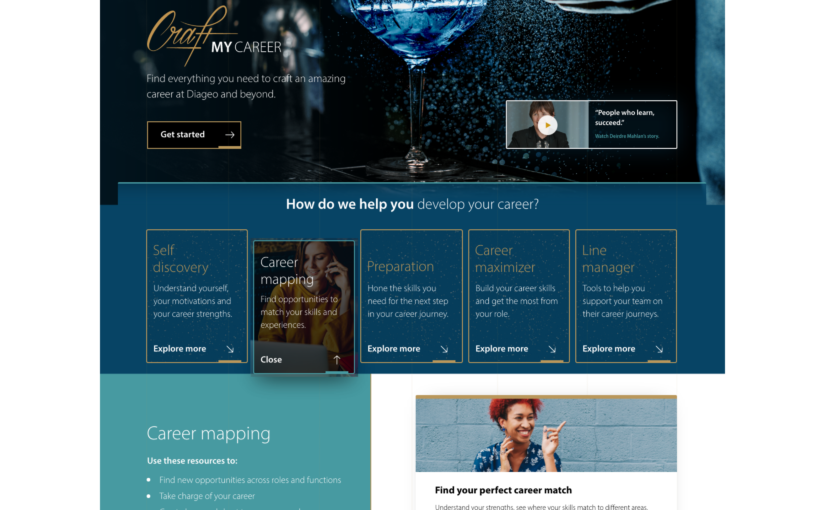 Craft
MY CAREER
Find everything you need to craft an amazing
career at Diageo and beyond.
Get started
"People who learn,
succeed."
Watch Deirdre Mahlan's story.
How do we help you develop your career?
Self
discovery
Understand yourself,
your motivations and
your career strengths.
Explore more
Career
mapping
Find opportunities to
match your skills and
experiences.
Close
Preparation
Hone the skills you
need for the next step
in your career journey.
Explore more
Career
maximizer
Build your career skills
and get the most from
your role.
Explore more
Line
manager
Tools to help you
support your team on
their career journeys.
Explore more
Career mapping
Use these resources to:
Find new opportunities across roles and functions
Take charge of your career
Find your perfect career match
Understand your strengths, see where your skills match to different areas,